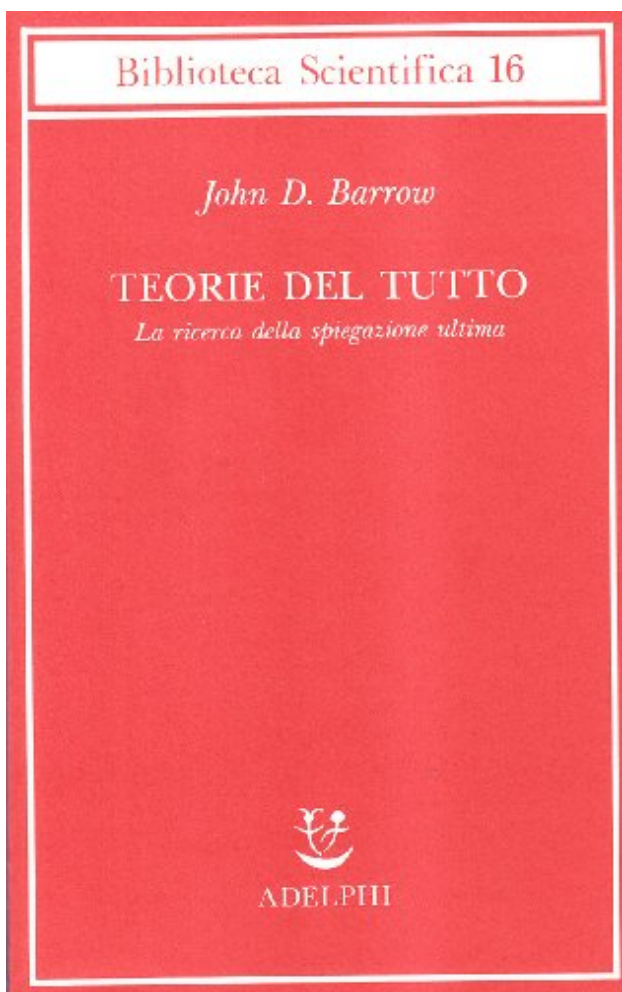 Biblioteca Scientifica 16
John D. Barrow
TEORIE DEL TUTTO
La ricerca della spiegazione ultima
ADELPHI